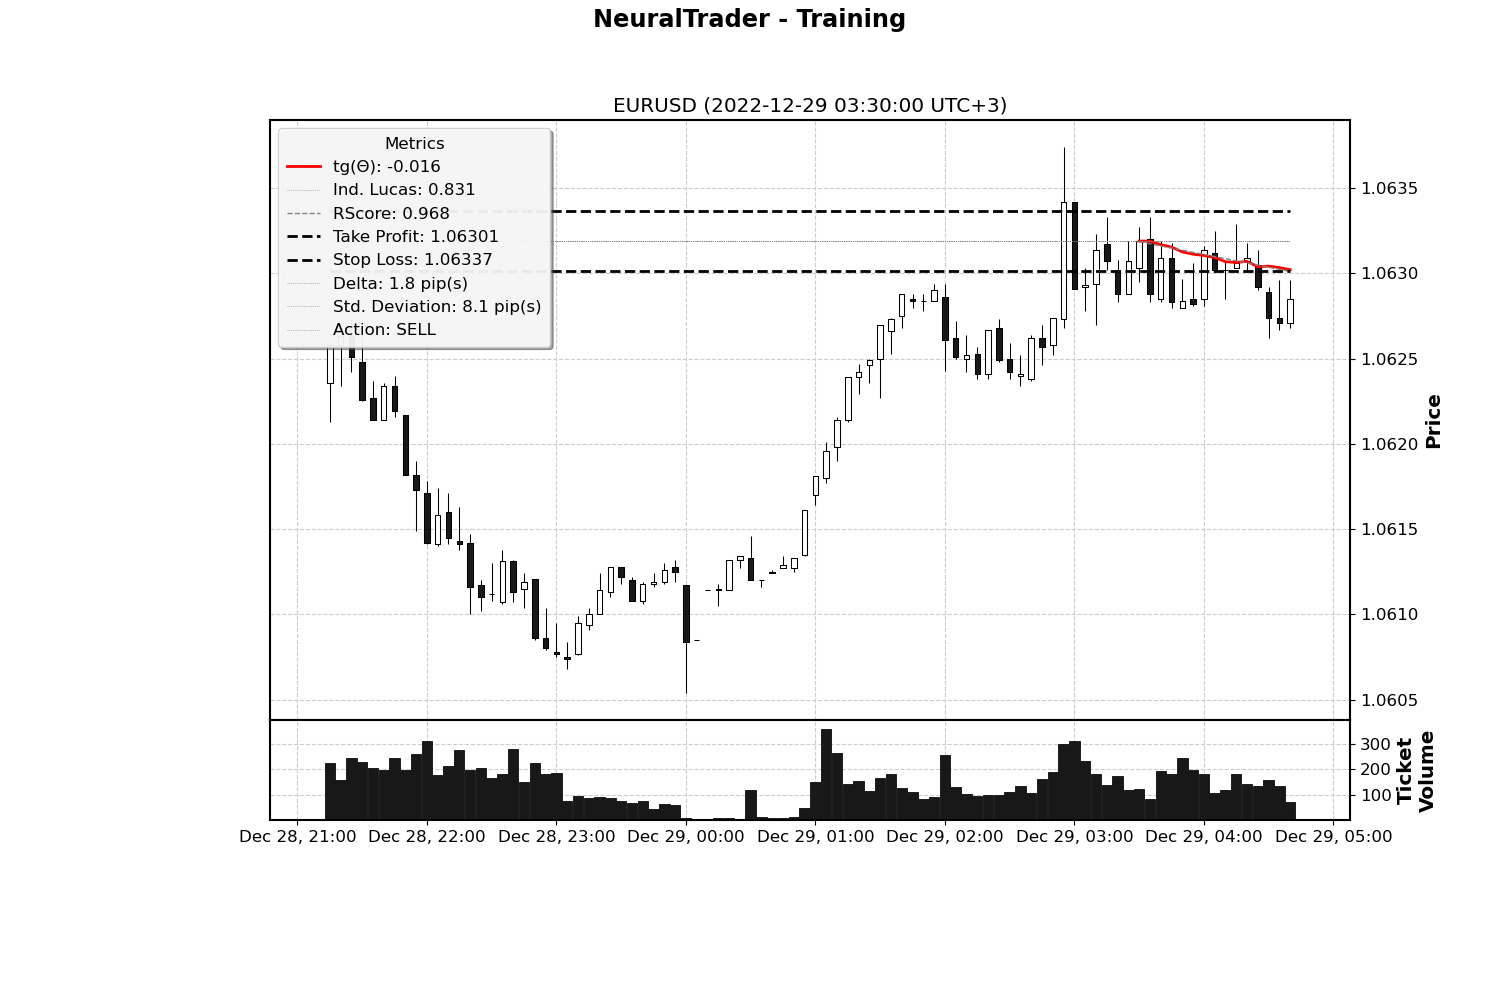 NeuralTrader - Training
EURUSD (2022-12-29 03:30:00 UTC+3)
Metrics
tg(Θ): -0.016
Ind. Lucas: 0.831
RScore: 0.968
Take Profit: 1.06301
Stop Loss: 1.06337
Delta: 1.8 pip(s)
Std. Deviation: 8.1 pip(s)
Action: SELL
1.0635
1.0630
1.0625
1.0620
1.0615
1.0610
1.0605
Price
300
200
100
Ticket
Volume
Dec 28, 21:00 Dec 28, 22:00 Dec 28, 23:00 Dec 29, 00:00 Dec 29, 01:00 Dec 29, 02:00 Dec 29, 03:00 Dec 29, 04:00 Dec 29, 05:00